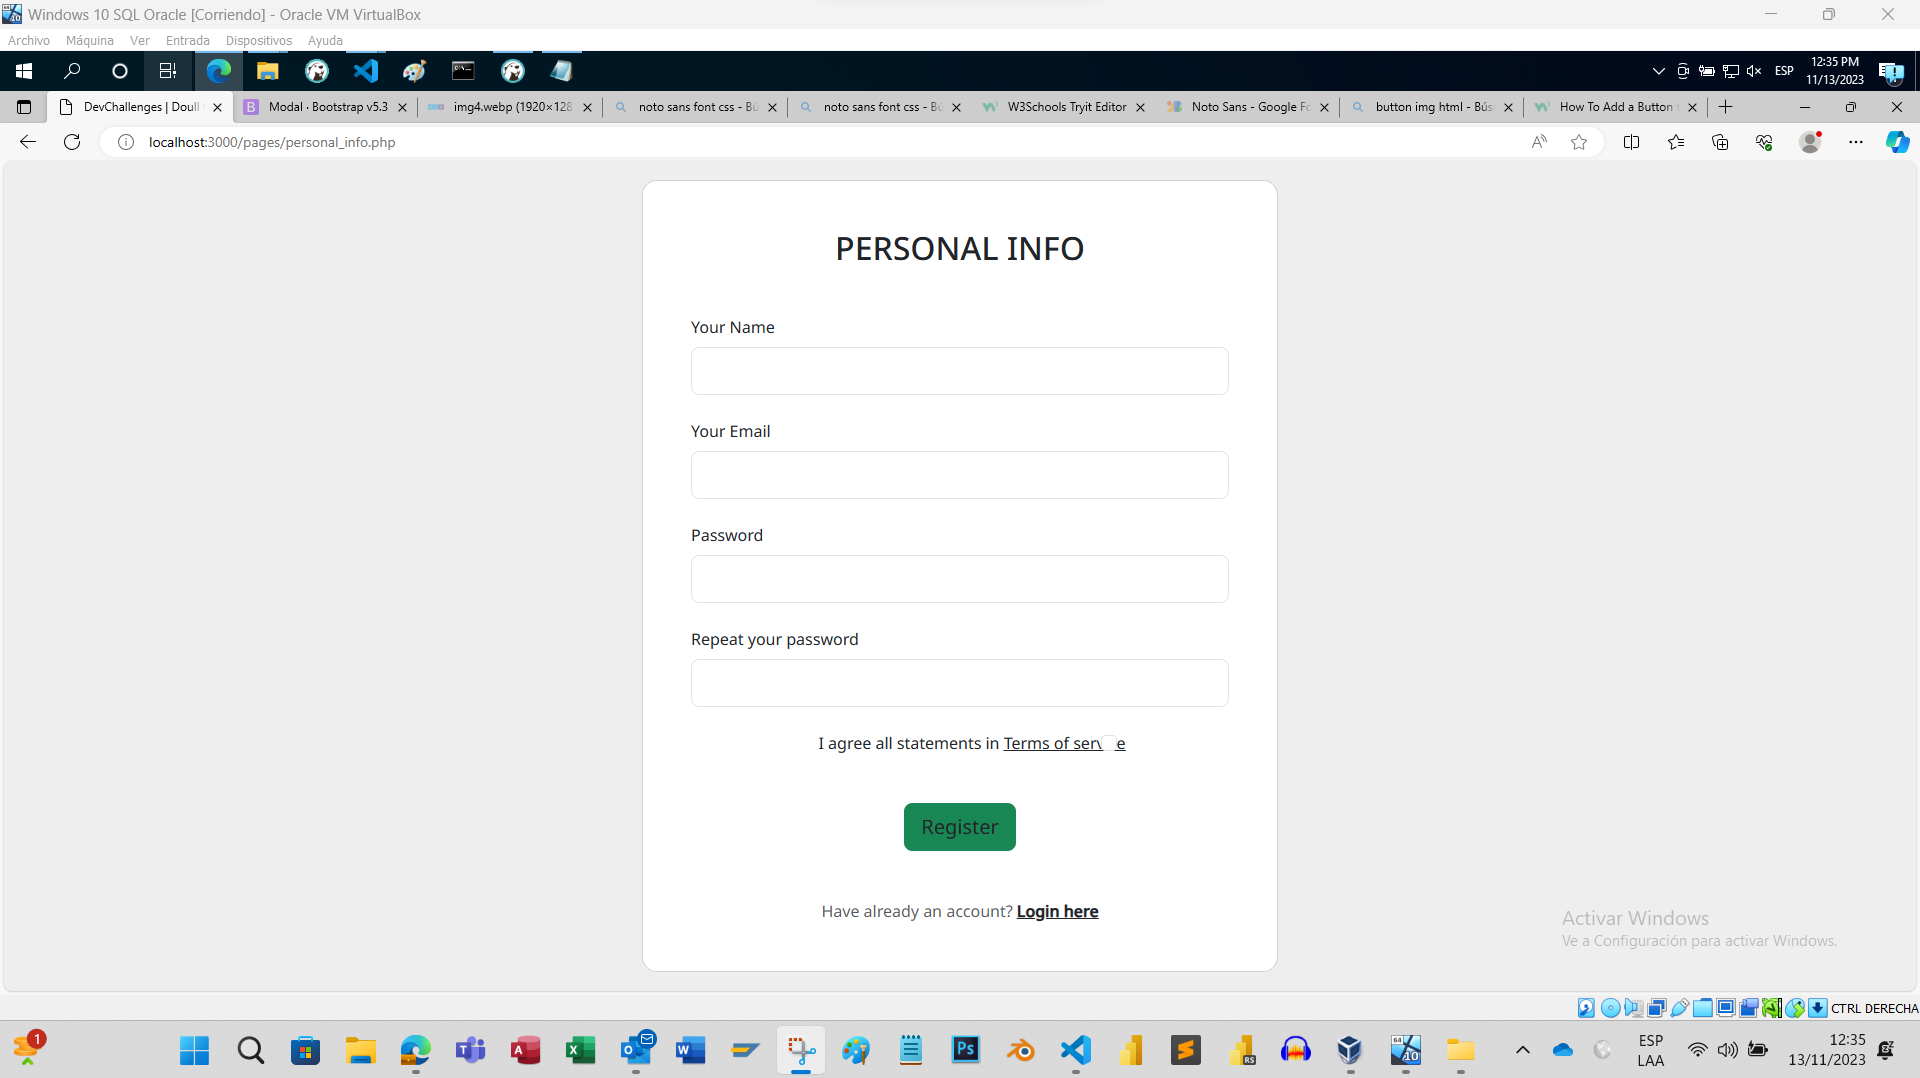 Windows 10 SQL Oracle [Corriendo] - Oracle VM VirtualBox
Archivo Máquina Ver Entrada Dispositivos Ayuda
ESP
12:35 PM
11/13/2023
DevChallenges | Doull
Modal · Bootstrap v5.3
img4.webp (1920×128
noto sans font css - Bú
noto sans font css - Bú
W3Schools Tryit Editor
Noto Sans - Google Fo
button img html - Bús
How To Add a Button
localhost:3000/pages/personal_info.php
PERSONAL INFO
Your Name
Your Email
Password
Repeat your password
I agree all statements in Terms of service
Register
Have already an account? Login here
Activar Windows
Ve a Configuración para activar Windows.
CTRL DERECHA
1
ESP
LAA
12:35
13/11/2023